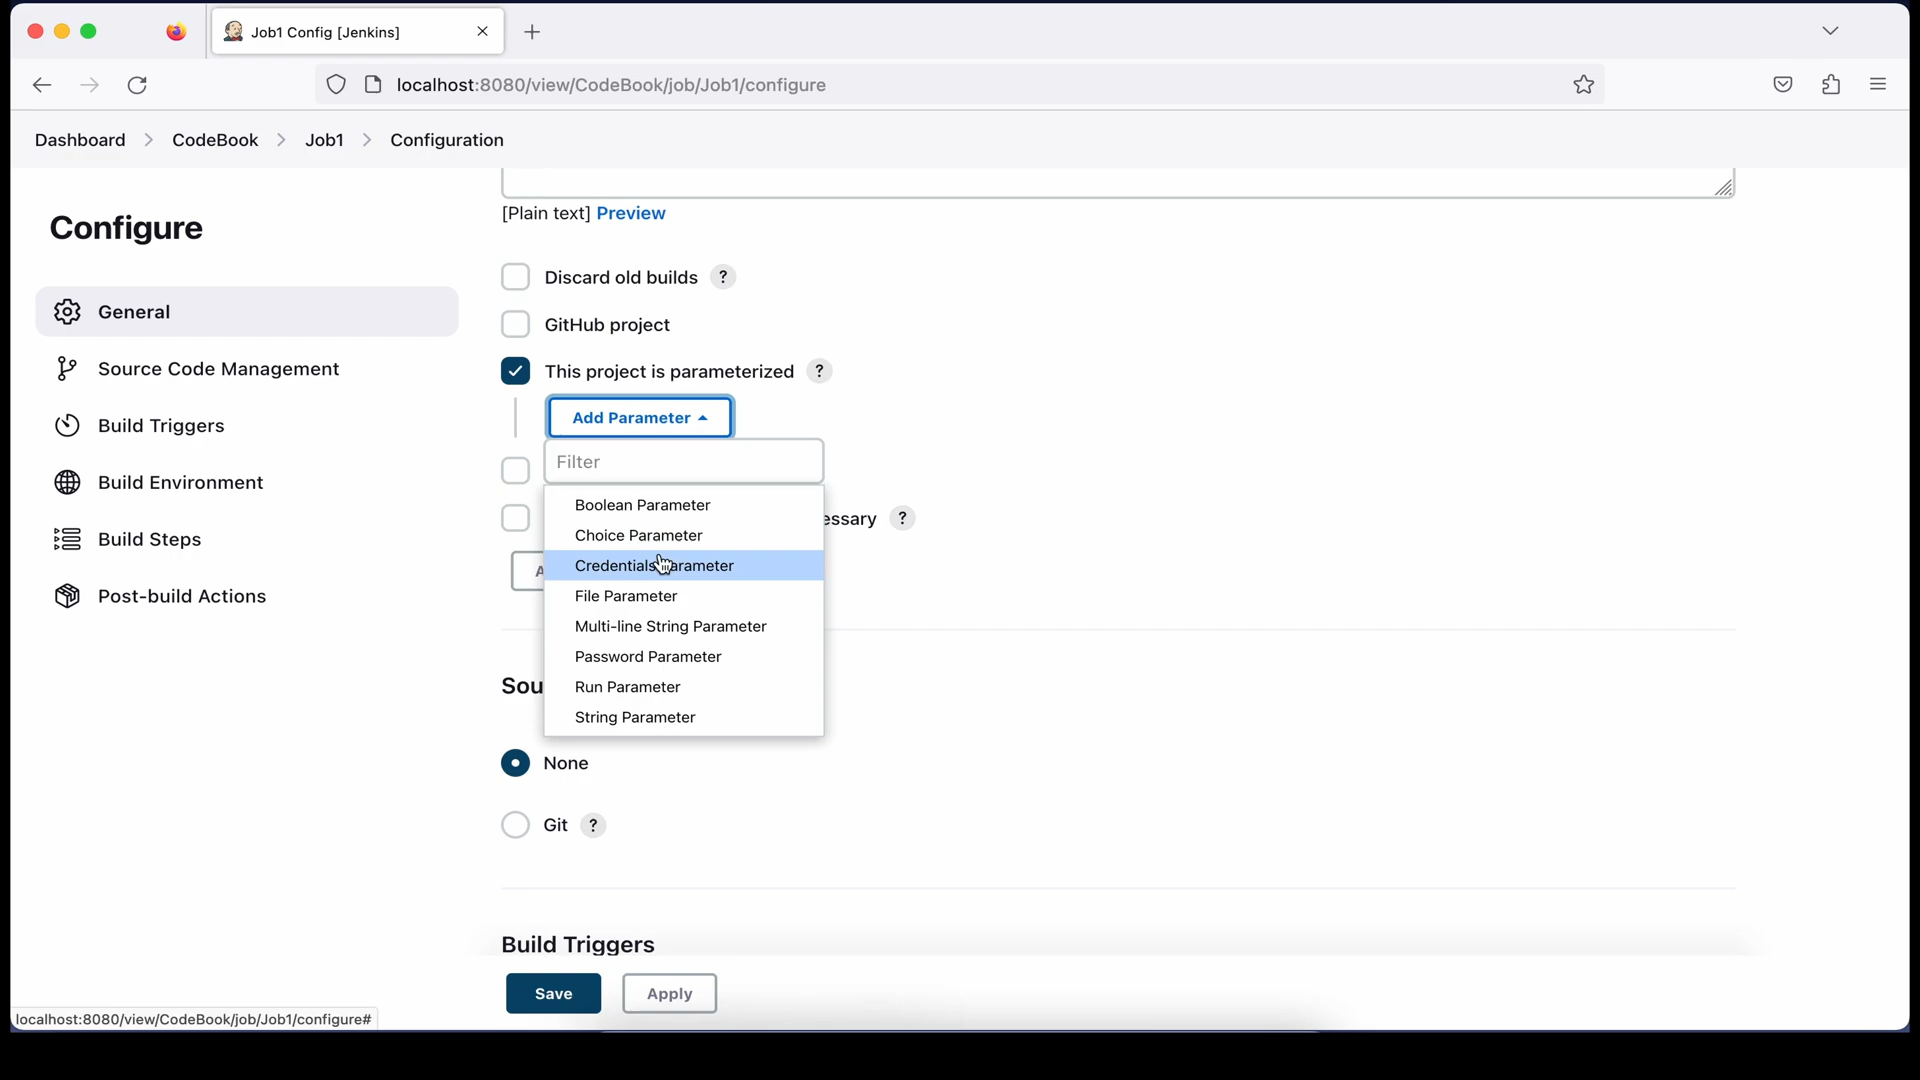 Job1 Config [Jenkins]
localhost:8080/view/CodeBook/job/Job1/configure
Dashboard > CodeBook > Job1 > Configuration
[Plain text] Preview
Configure
Discard old builds ?
General
GitHub project
Source Code Management
This project is parameterized ?
Add Parameter
Build Triggers
Filter
Build Environment
Boolean Parameter
essary ?
Choice Parameter
Build Steps
Credentials arameter
A
File Parameter
Post-build Actions
Multi-line String Parameter
Password Parameter
Sou
Run Parameter
String Parameter
None
Git ?
Build Triggers
Save Apply
localhost:8080/view/CodeBook/job/Job1/configure#